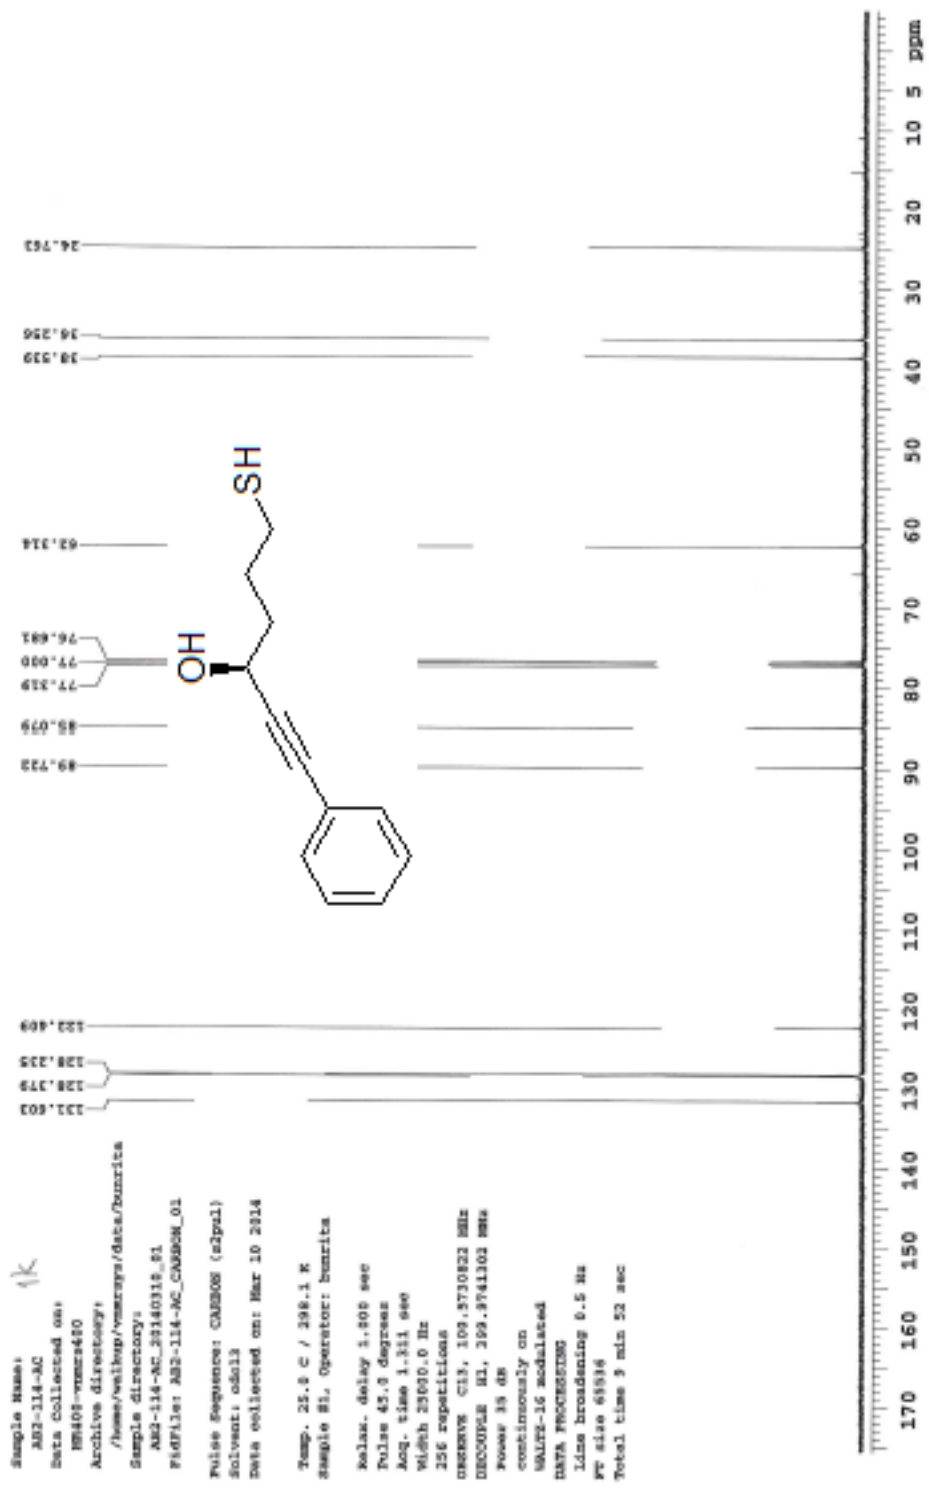 Sample Name:
AB2-114-AC
1K
Data Collected on:
MR400-vnmrs400
Archive directory:
/home/walkup/vnmrsys/data/bunrita
Sample directory:
AB2-114-AC_20140310_01
FidFile: AB2-114-AC_CARBON_01
Pulse Sequence: CARBON (s2pul)
Solvent: cdcl3
Data collected on: Mar 10 2014
Temp. 25.0 C / 298.1 K
Sample #1, Operator: bunrita
Relax. delay 1.000 sec
Pulse 45.0 degrees
Acq. time 1.311 sec
Width 25000.0 Hz
256 repetitions
OBSERVE C13, 100.5730822 MHz
DECOUPLE H1, 399.9741302 MHz
Power 35 dB
continuously on
WALTZ-16 modulated
DATA PROCESSING
Line broadening 0.5 Hz
FT size 65536
Total time 9 min 52 sec
131.603
128.379
128.235
122.409
89.722
85.079
77.319
77.000
76.681
62.314
38.539
36.256
24.763
OH
SH
170 160 150 140 130 120 110 100 90 80 70 60 50 40 30 20 10 5 ppm